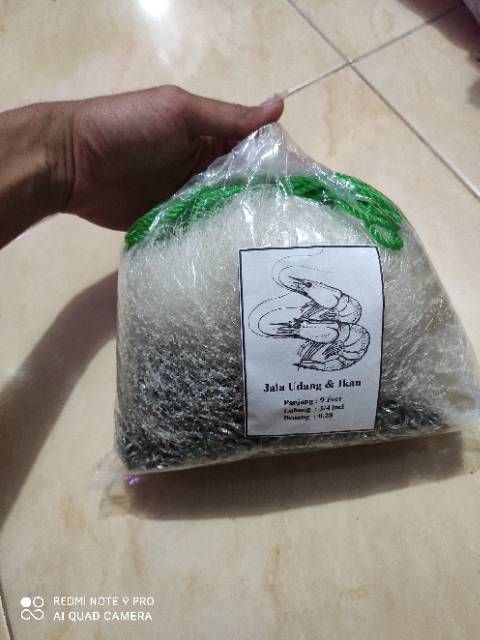 Jala Udang & Ikan
Panjang : 9 Feet
Lubang : 3/4 inci
Benang : 0.20
REDMI NOTE 9 PRO
AI QUAD CAMERA